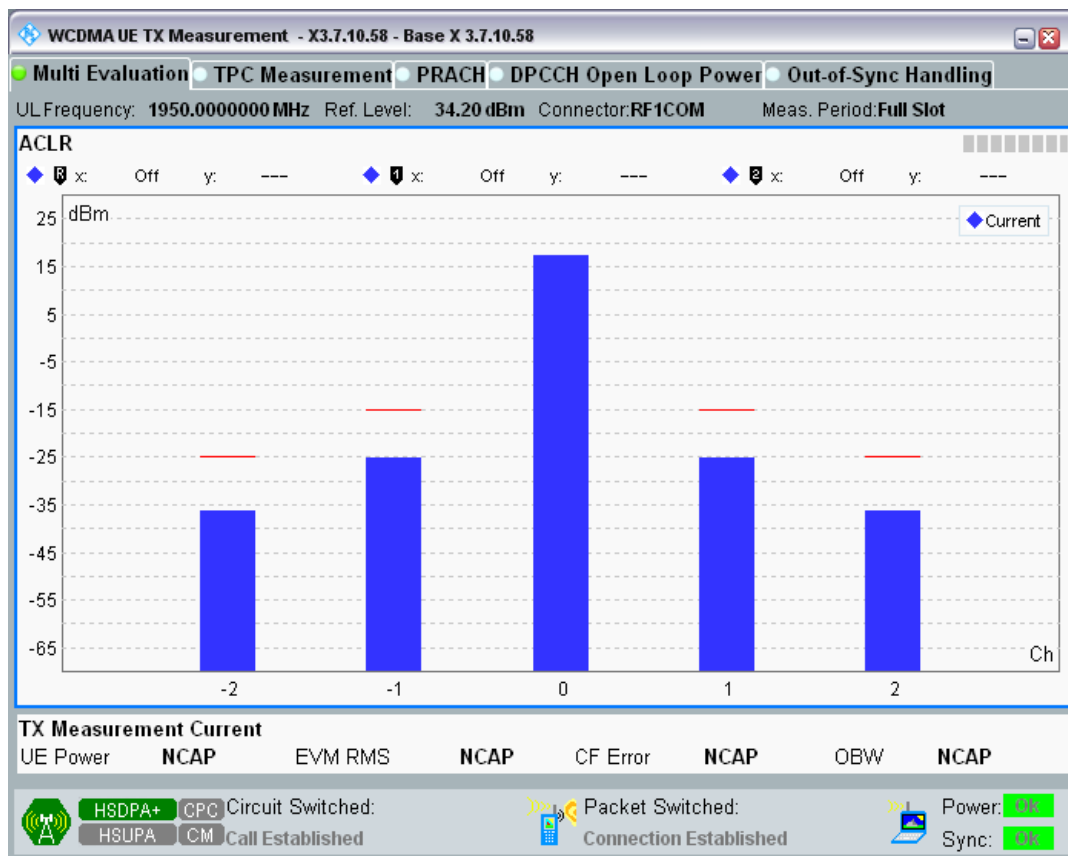 WCDMA UE TX Measurement - X3.7.10.58 - Base X 3.7.10.58
Multi Evaluation TPC Measurement PRACH DPCCH Open Loop Power Out-of-Sync Handling
UL Frequency: 1950.0000000 MHz Ref. Level: 34.20 dBm Connector:RF1COM Meas. Period:Full Slot
ACLR
R x: Off y: --- 1 x: Off y: --- 2 x: Off y: ---
25 dBm Current
15
5
-5
-15
-25
-35
-45
-55
-65 Ch
-2 -1 0 1 2
TX Measurement Current
UE Power NCAP EVM RMS NCAP CF Error NCAP OBW NCAP
HSDPA+ CPC Circuit Switched: Packet Switched: Power: OK
HSUPA CM Call Established Connection Established Sync: OK